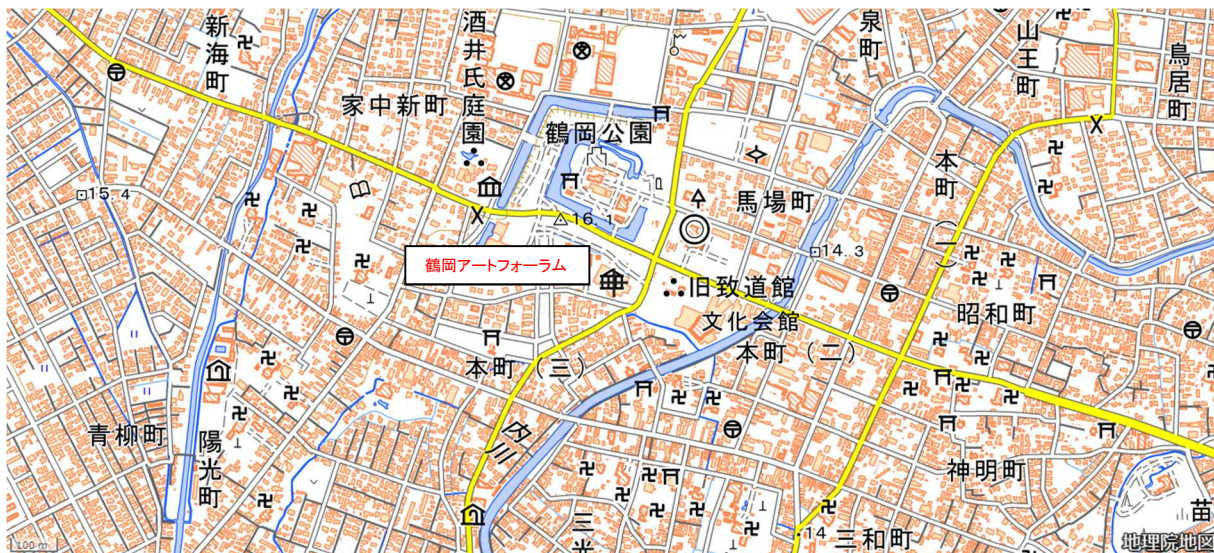 新海町
酒井氏庭園
泉町
山王町
鳥居町
家中新町
鶴岡公園
本町(一)
15.4
16.1
馬場町
14.3
鶴岡アートフォーラム
旧致道館
昭和町
文化会館
本町(三)
本町(二)
青柳町
陽光町
内川
神明町
三光
14
三和町
苗
100 m
地理院地図